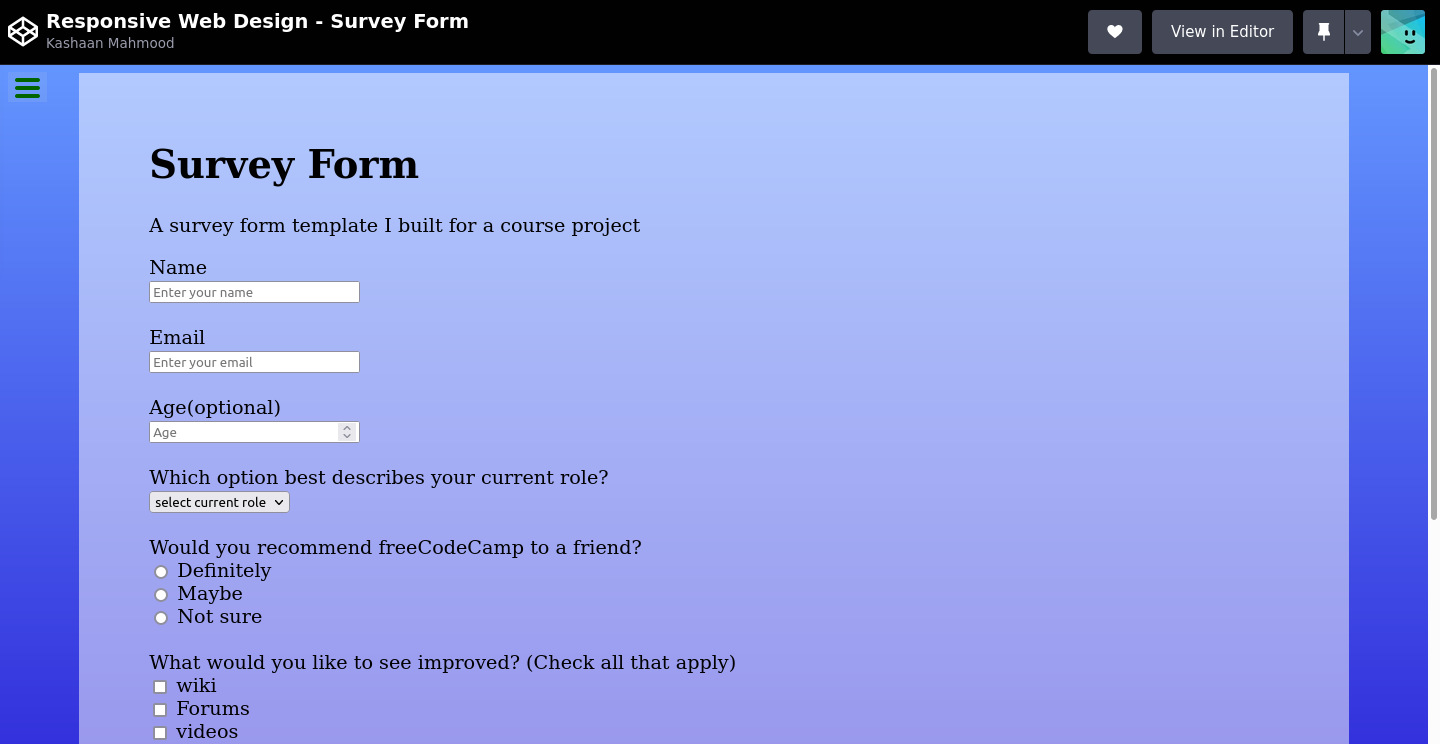 Responsive Web Design - Survey Form
Kashaan Mahmood
View in Editor
Survey Form
A survey form template I built for a course project
Name
Enter your name
Email
Enter your email
Age(optional)
Age
Which option best describes your current role?
select current role
Would you recommend freeCodeCamp to a friend?
Definitely
Maybe
Not sure
What would you like to see improved? (Check all that apply)
wiki
Forums
videos